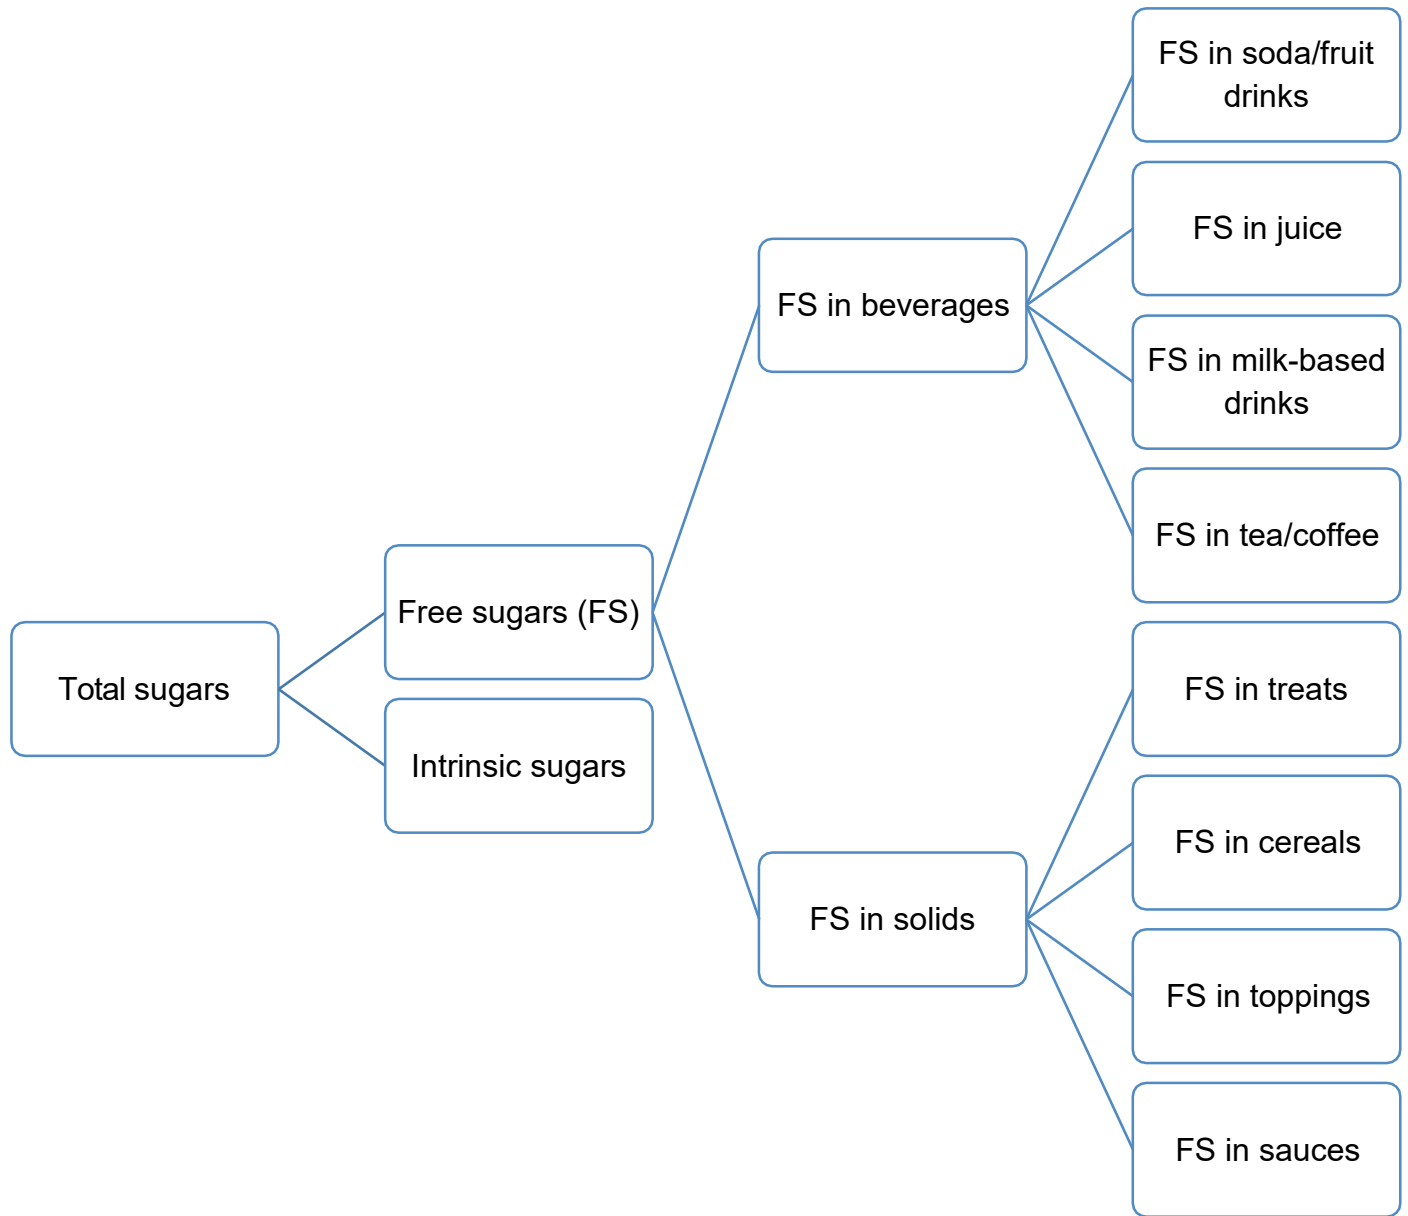 Total sugars
Free sugars (FS)
Intrinsic sugars
FS in beverages
FS in solids
FS in soda/fruit
drinks
FS in juice
FS in milk-based
drinks
FS in tea/coffee
FS in treats
FS in cereals
FS in toppings
FS in sauces